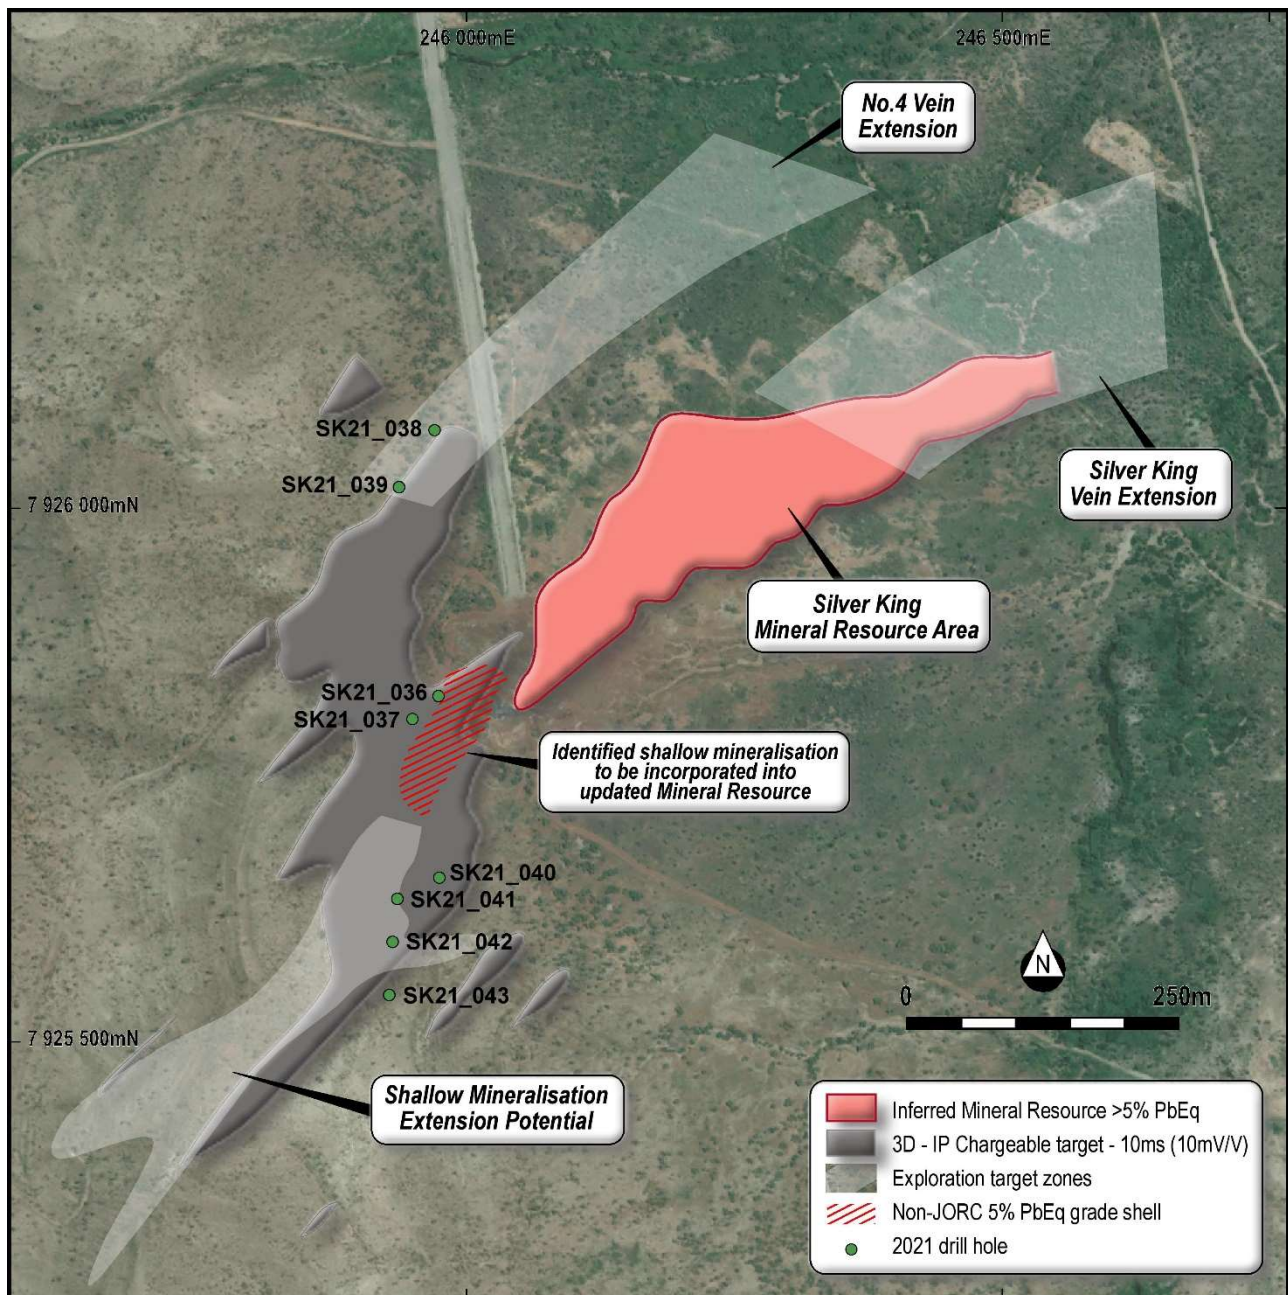 246 000mE
246 500mE
No.4 Vein
Extension
SK21_038
SK21_039
7 926 000mN
Silver King
Vein Extension
Silver King
Mineral Resource Area
SK21_036
SK21_037
Identified shallow mineralisation
to be incorporated into
updated Mineral Resource
SK21_040
SK21_041
SK21_042
SK21_043
N
0
250m
7 925 500mN
Shallow Mineralisation
Extension Potential
Inferred Mineral Resource >5% PbEq
3D - IP Chargeable target - 10ms (10mV/V)
Exploration target zones
Non-JORC 5% PbEq grade shell
2021 drill hole